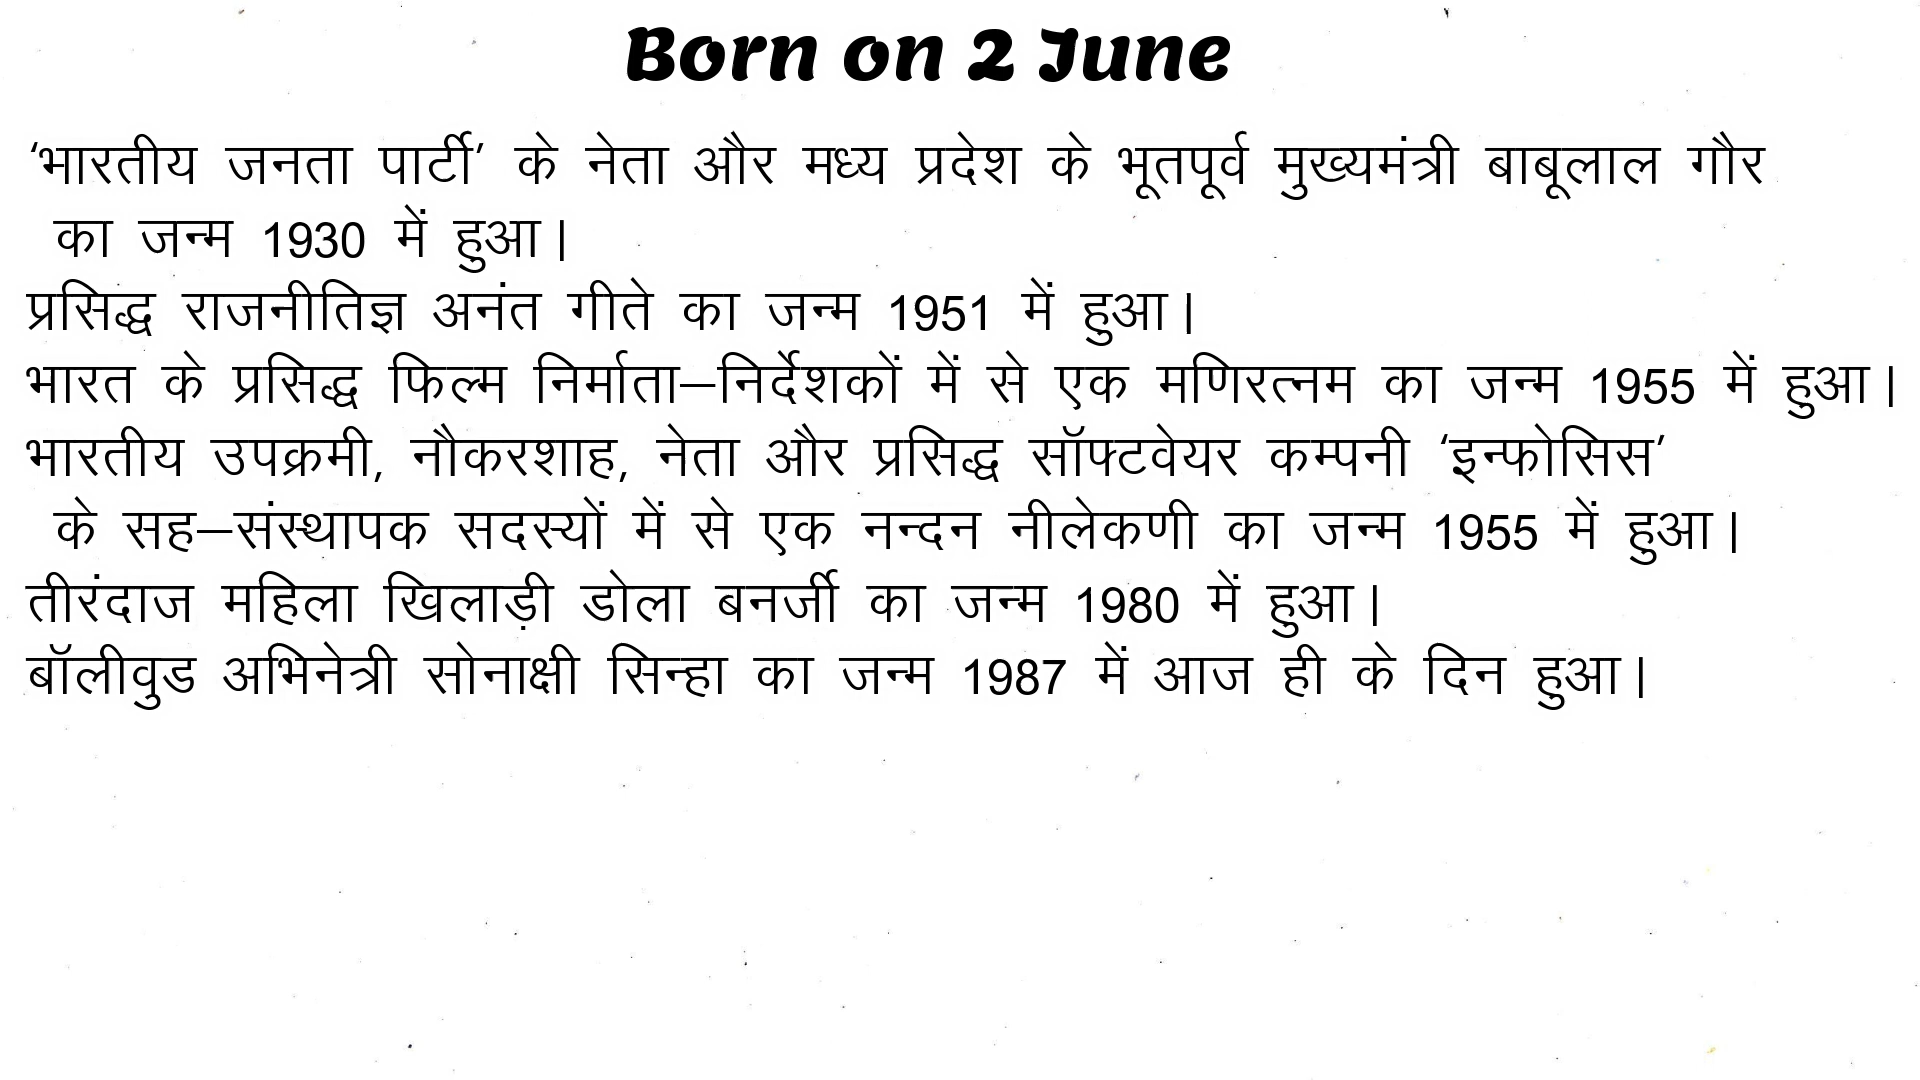 Born on 2 June
‘भारतीय जनता पार्टी’ के नेता और मध्य प्रदेश के भूतपूर्व मुख्यमंत्री बाबूलाल गौर
का जन्म 1930 में हुआ।
प्रसिद्ध राजनीतिज्ञ अनंत गीते का जन्म 1951 में हुआ।
भारत के प्रसिद्ध फिल्म निर्माता–निर्देशकों में से एक मणिरत्नम का जन्म 1955 में हुआ।
भारतीय उपक्रमी, नौकरशाह, नेता और प्रसिद्ध सॉफ्टवेयर कम्पनी ‘इन्फोसिस’
के सह–संस्थापक सदस्यों में से एक नन्दन नीलेकणी का जन्म 1955 में हुआ।
तीरंदाज महिला खिलाड़ी डोला बनर्जी का जन्म 1980 में हुआ।
बॉलीवुड अभिनेत्री सोनाक्षी सिन्हा का जन्म 1987 में आज ही के दिन हुआ।